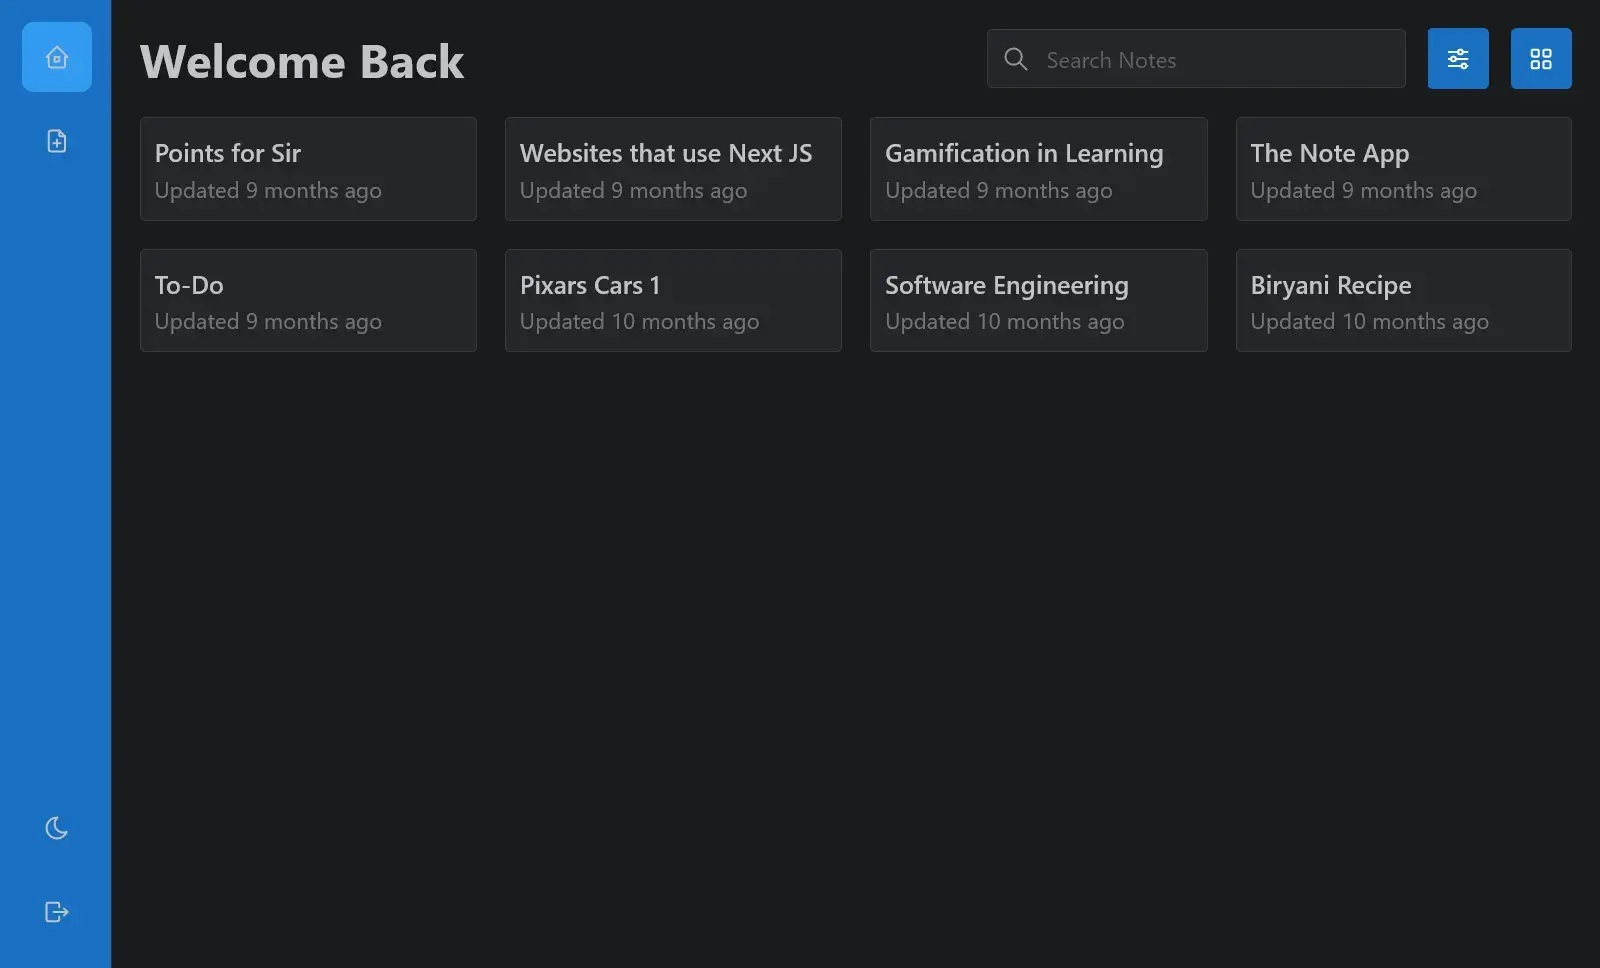 Welcome Back
Search Notes
Points for Sir
Updated 9 months ago
Websites that use Next JS
Updated 9 months ago
Gamification in Learning
Updated 9 months ago
The Note App
Updated 9 months ago
To-Do
Updated 9 months ago
Pixars Cars 1
Updated 10 months ago
Software Engineering
Updated 10 months ago
Biryani Recipe
Updated 10 months ago